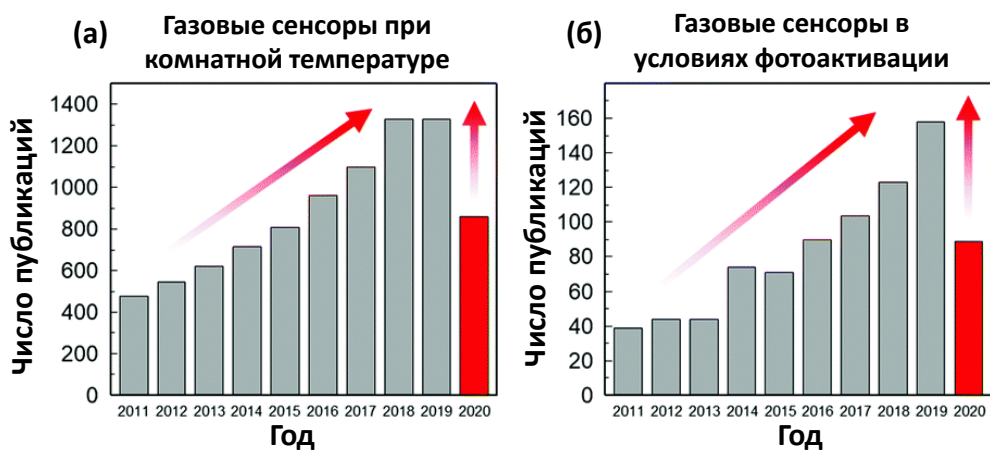 (а)
Газовые сенсоры при
комнатной температуре
Число публикаций
1400
1200
1000
800
600
400
200
0
2011 2012 2013 2014 2015 2016 2017 2018 2019 2020
Год
(б)
Газовые сенсоры в
условиях фотоактивации
Число публикаций
160
140
120
100
80
60
40
20
0
2011 2012 2013 2014 2015 2016 2017 2018 2019 2020
Год